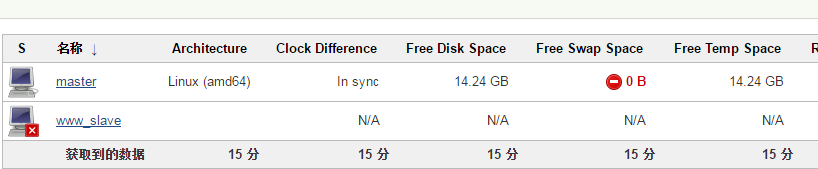 S 名称 ↓ Architecture Clock Difference Free Disk Space Free Swap Space Free Temp Space
master Linux (amd64) In sync 14.24 GB 0 B 14.24 GB
www_slave N/A N/A N/A N/A
获取到的数据 15 分 15 分 15 分 15 分 15 分